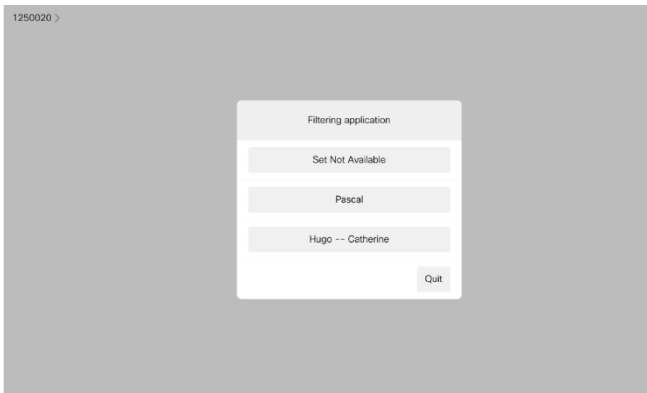 1250020 >
Filtering application
Set Not Available
Pascal
Hugo -- Catherine
Quit